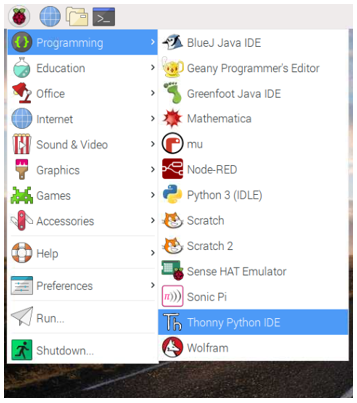 Programming
Education
Office
Internet
Sound & Video
Graphics
Games
Accessories
Help
Preferences
Run...
Shutdown...
BlueJ Java IDE
Geany Programmer's Editor
Greenfoot Java IDE
Mathematica
mu
Node-RED
Python 3 (IDLE)
Scratch
Scratch 2
Sense HAT Emulator
Sonic Pi
Th Thonny Python IDE
Wolfram